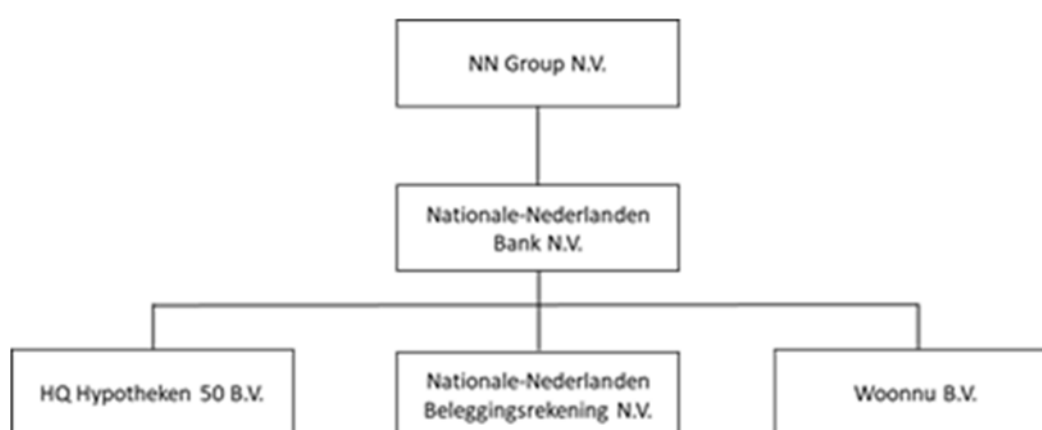 NN Group N.V.
Nationale-Nederlanden
Bank N.V.
HQ Hypotheken 50 B.V.
Nationale-Nederlanden
Beleggingsrekening N.V.
Woonnu B.V.